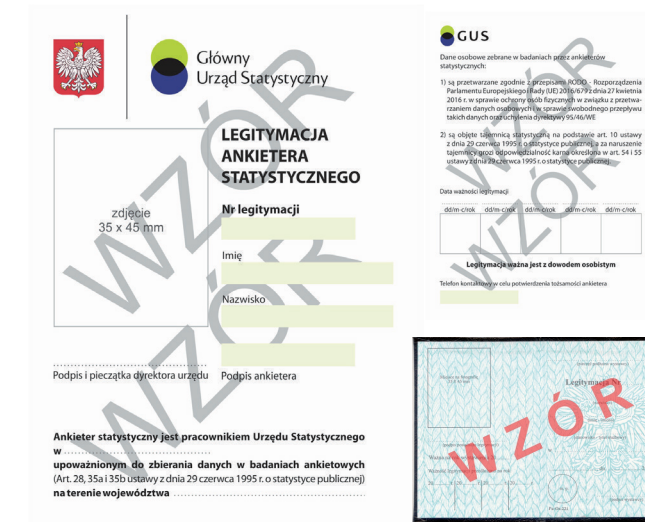 Główny
Urząd Statystyczny
LEGITYMACJA
ANKIETERA
STATYSTYCZNEGO
zdjęcie
35 x 45 mm
Nr legitymacji
Imię
Nazwisko
Podpis i pieczątka dyrektora urzędu
Podpis ankietera
Ankieter statystyczny jest pracownikiem Urzędu Statystycznego
w
upoważnionym do zbierania danych w badaniach ankietowych
(Art. 28, 35a i 35b ustawy z dnia 29 czerwca 1995 r. o statystyce publicznej)
na terenie województwa
WZÓR
WZÓR
GUS
Dane osobowe zebrane w badaniach przez ankieterów
statystycznych:
1) są przetwarzane zgodnie z przepisami RODO - Rozporządzenia
Parlamentu Europejskiego i Rady (UE) 2016/679 z dnia 27 kwietnia
2016 r. w sprawie ochrony osób fizycznych w związku z przetwa-
rzaniem danych osobowych i w sprawie swobodnego przepływu
takich danych oraz uchylenia dyrektywy 95/46/WE
2) są objęte tajemnicą statystyczną na podstawie art. 10 ustawy
z dnia 29 czerwca 1995 r. o statystyce publicznej, a za naruszenie
tajemnicy grozi odpowiedzialność karna określona w art. 54 i 55
ustawy z dnia 29 czerwca 1995 r. o statystyce publicznej.
Data ważności legitymacji
dd/m-c/rok dd/m-c/rok dd/m-c/rok dd/m-c/rok dd/m-c/rok
Legitymacja ważna jest z dowodem osobistym
Telefon kontaktowy w celu potwierdzenia tożsamości ankietera
WZÓR
WZÓR
Legitymacja Nr
WZÓR